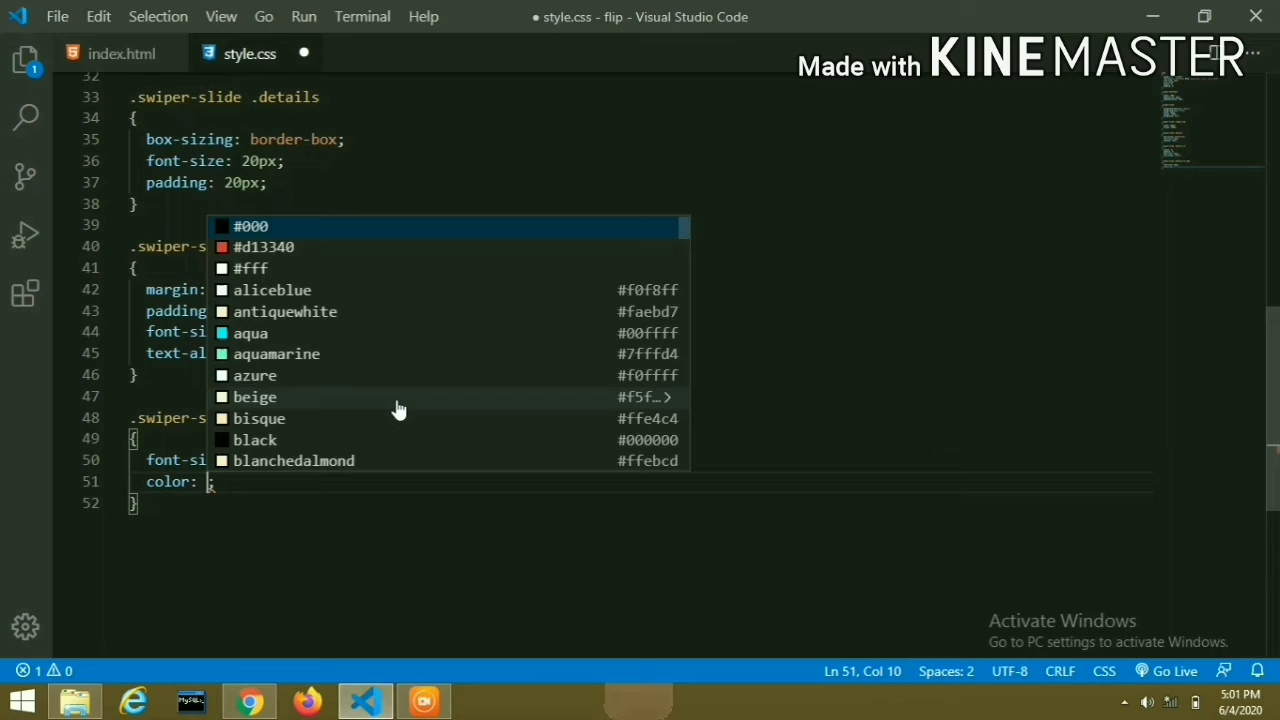 File Edit Selection View Go Run Terminal Help
● style.css - flip - Visual Studio Code
Made with KINEMASTER
index.html
style.css
1
32
33 .swiper-slide .details
34 {
35 box-sizing: border-box;
36 font-size: 20px;
37 padding: 20px;
38 }
39
40 .swiper-s
41 {
42 margin:
43 padding
44 font-si
45 text-al
46 }
47
48 .swiper-s
49 {
50 font-si
51 color: ;
52 }
#000
#d13340
#fff
aliceblue #f0f8ff
antiquewhite #faebd7
aqua #00ffff
aquamarine #7fffd4
azure #f0ffff
beige #f5f…
bisque #ffe4c4
black #000000
blanchedalmond #ffebcd
Activate Windows
Go to PC settings to activate Windows.
1 0 Ln 51, Col 10 Spaces: 2 UTF-8 CRLF CSS Go Live
MySQL
5:01 PM
6/4/2020